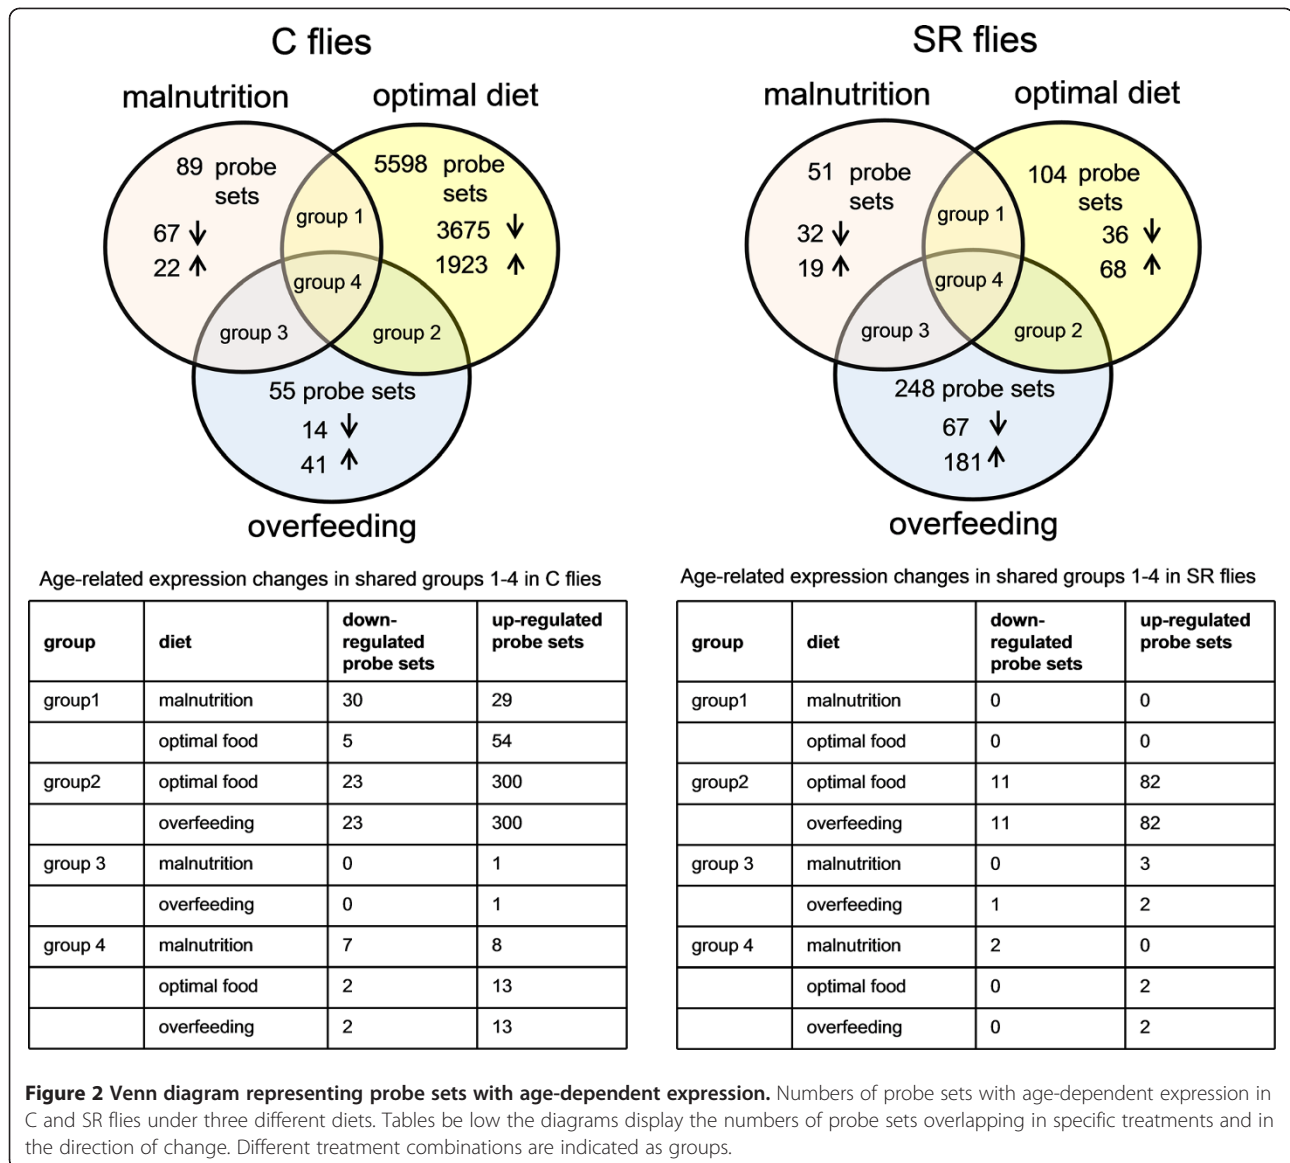 C flies
SR flies
malnutrition
optimal diet
89 probe
sets
67 ↓
22 ↑
5598 probe
sets
3675 ↓
1923 ↑
group 1
group 4
group 3
group 2
55 probe sets
14 ↓
41 ↑
overfeeding
malnutrition
optimal diet
51 probe
sets
32 ↓
19 ↑
104 probe
sets
36 ↓
68 ↑
group 1
group 4
group 3
group 2
248 probe sets
67 ↓
181 ↑
overfeeding
Age-related expression changes in shared groups 1-4 in C flies
group diet down-regulated probe sets up-regulated probe sets
group1 malnutrition 30 29
optimal food 5 54
group2 optimal food 23 300
overfeeding 23 300
group 3 malnutrition 0 1
overfeeding 0 1
group 4 malnutrition 7 8
optimal food 2 13
overfeeding 2 13
Age-related expression changes in shared groups 1-4 in SR flies
group diet down-regulated probe sets up-regulated probe sets
group1 malnutrition 0 0
optimal food 0 0
group2 optimal food 11 82
overfeeding 11 82
group 3 malnutrition 0 3
overfeeding 1 2
group 4 malnutrition 2 0
optimal food 0 2
overfeeding 0 2
Figure 2 Venn diagram representing probe sets with age-dependent expression. Numbers of probe sets with age-dependent expression in
C and SR flies under three different diets. Tables be low the diagrams display the numbers of probe sets overlapping in specific treatments and in
the direction of change. Different treatment combinations are indicated as groups.